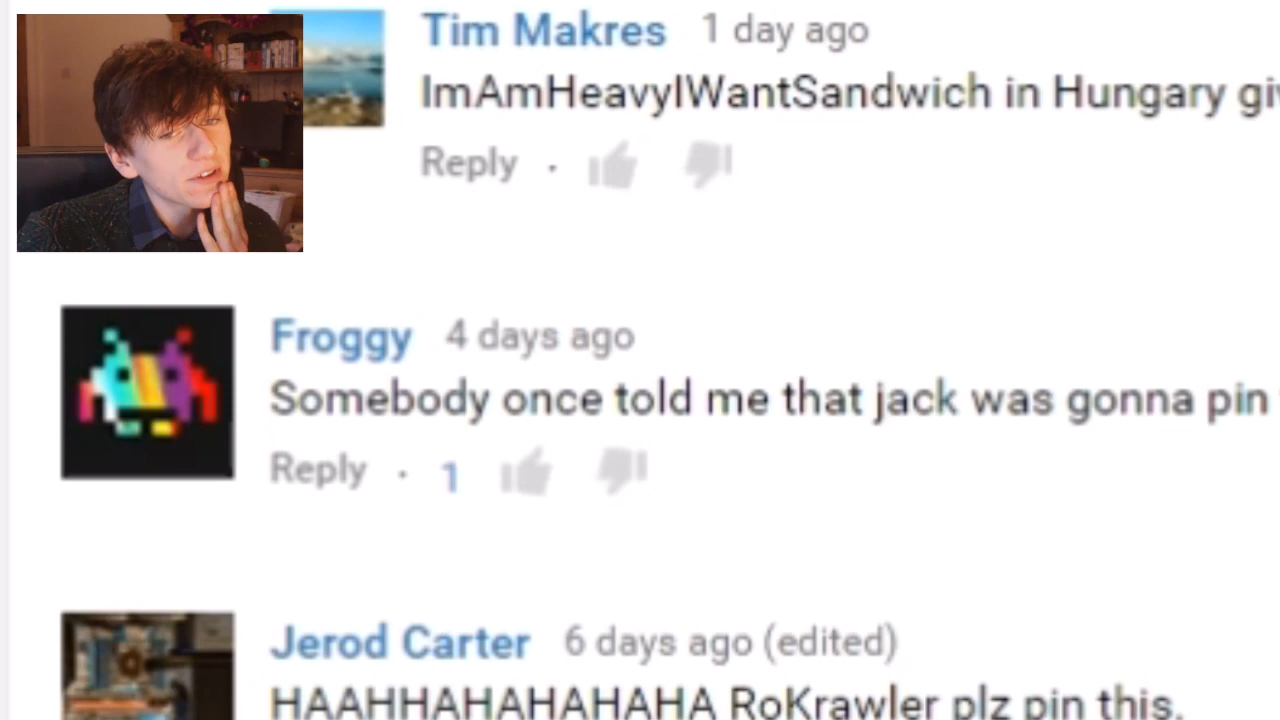 Tim Makres 1 day ago
ImAmHeavyIWantSandwich in Hungary
Reply ·
Froggy 4 days ago
Somebody once told me that jack was gonna pin
Reply · 1
Jerod Carter 6 days ago (edited)
HAAHHAHAHAHAHA RoKrawler plz pin this.